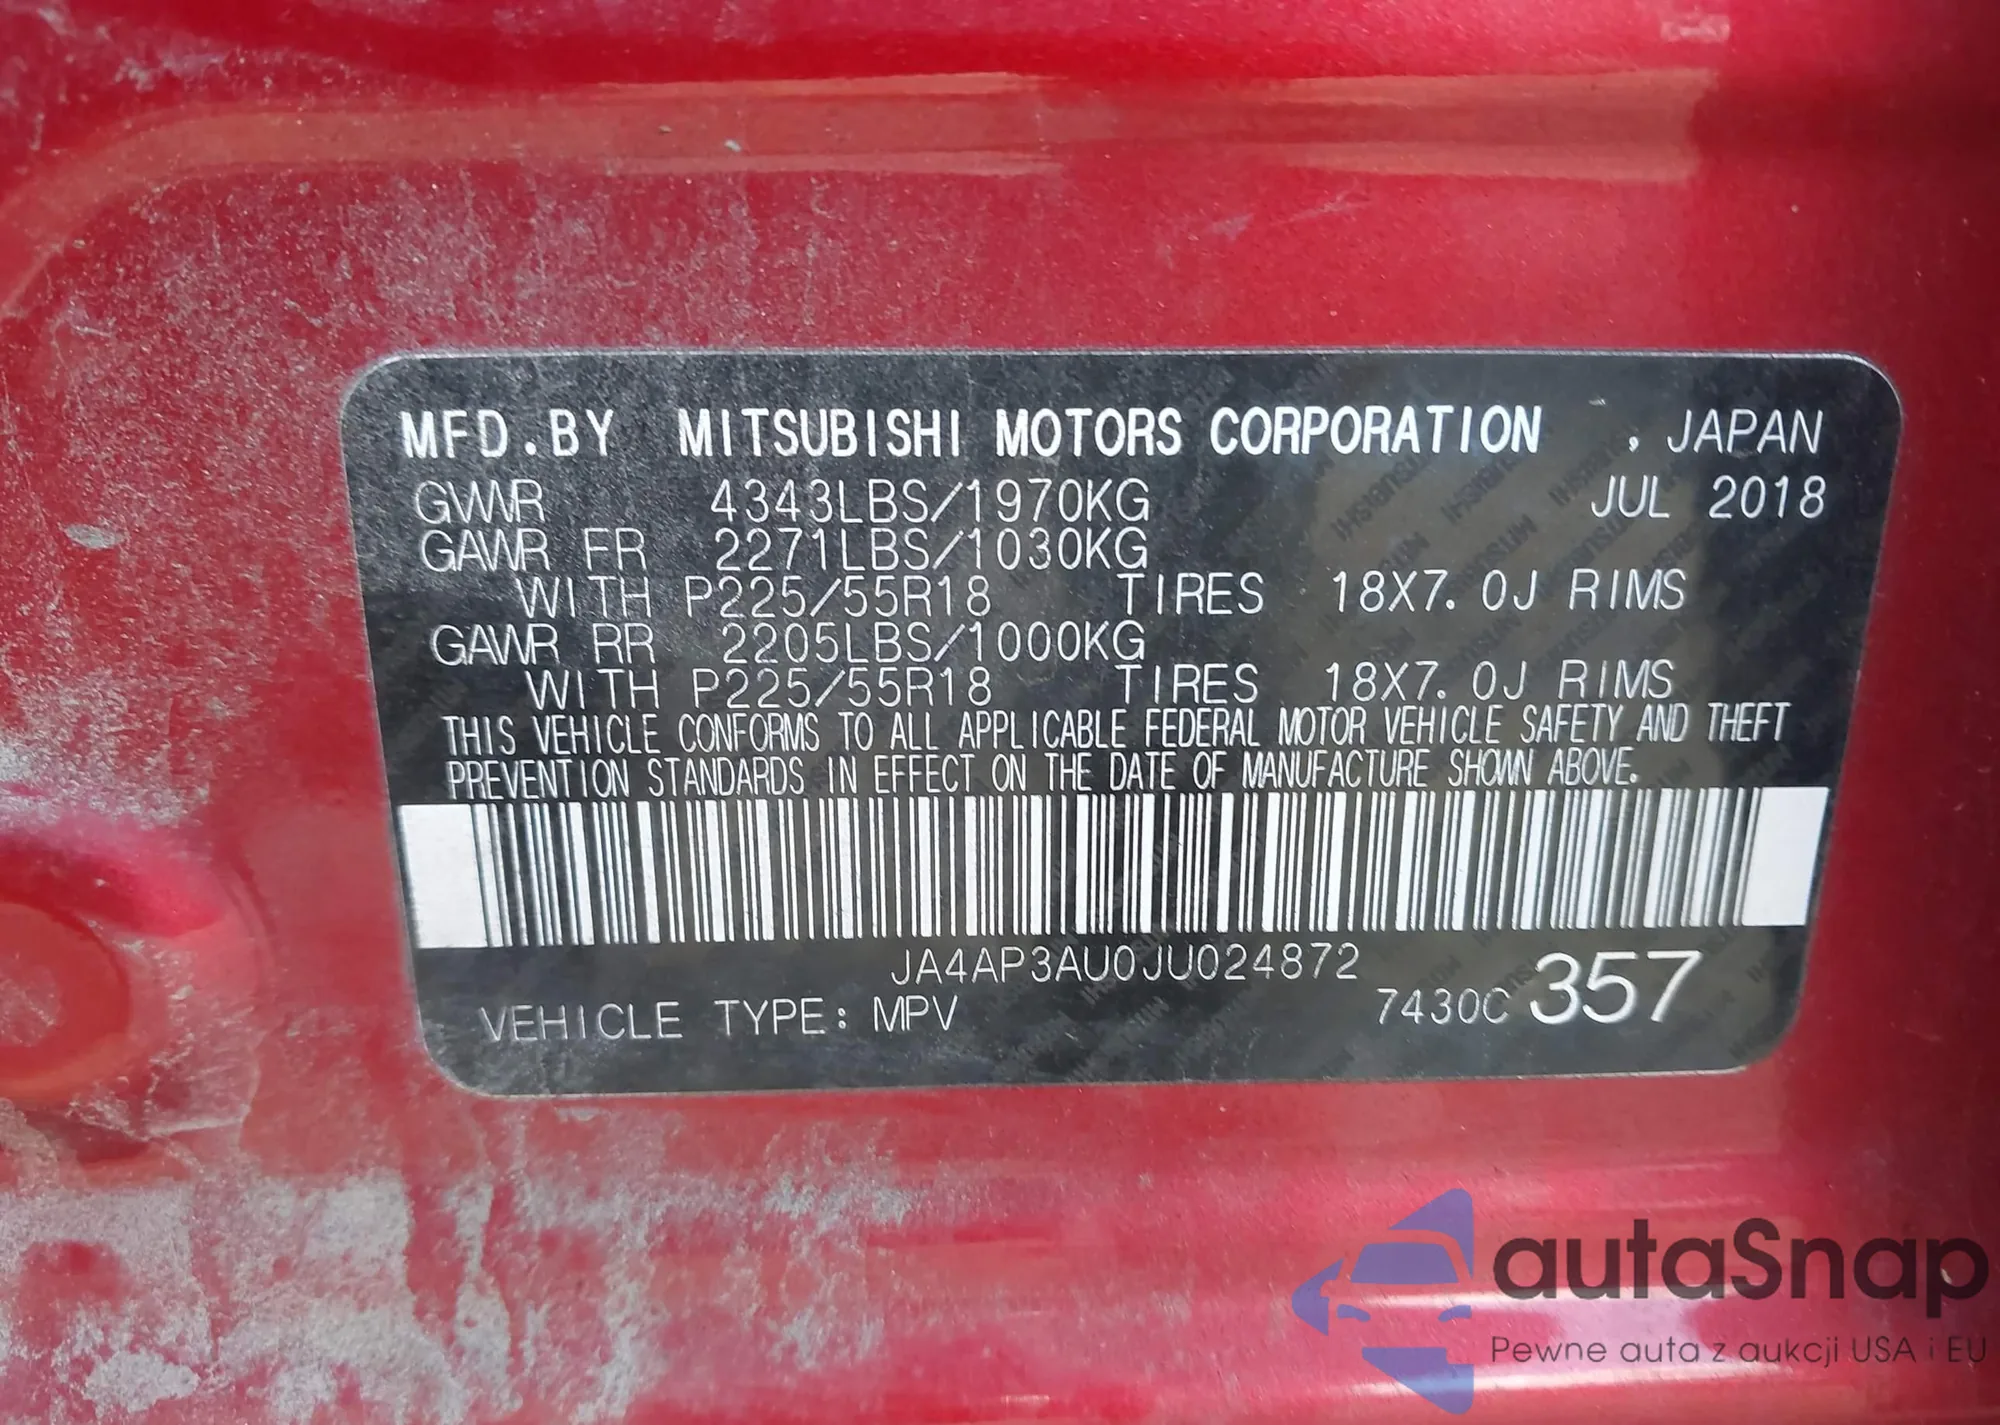 MFD.BY MITSUBISHI MOTORS CORPORATION , JAPAN
GVWR 4343LBS/1970KG JUL 2018
GAWR FR 2271LBS/1030KG
WITH P225/55R18 TIRES 18X7.0J RIMS
GAWR RR 2205LBS/1000KG
WITH P225/55R18 TIRES 18X7.0J RIMS
THIS VEHICLE CONFORMS TO ALL APPLICABLE FEDERAL MOTOR VEHICLE SAFETY AND THEFT
PREVENTION STANDARDS IN EFFECT ON THE DATE OF MANUFACTURE SHOWN ABOVE.
JA4AP3AU0JU024872
VEHICLE TYPE: MPV 7430C 357
autaSnap
Pewne auta z aukcji USA i EU